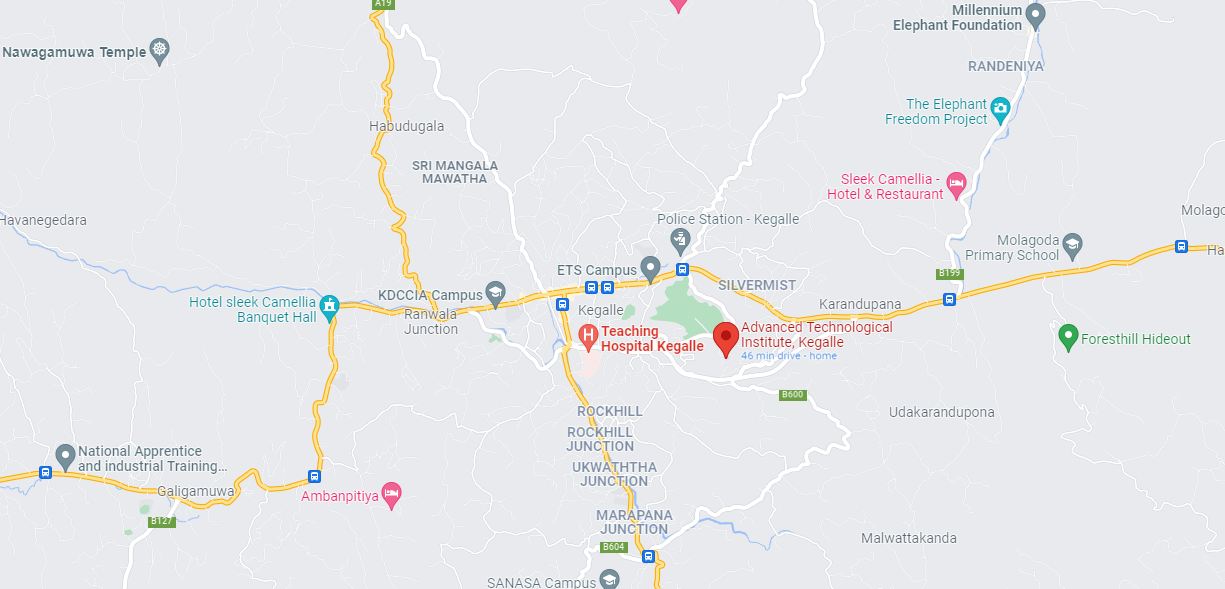 A19
Millennium
Elephant Foundation
Nawagamuwa Temple
RANDENIYA
The Elephant
Freedom Project
Habudugala
SRI MANGALA
MAWATHA
Sleek Camellia -
Hotel & Restaurant
Havanegedara
Police Station - Kegalle
Molago
Molagoda
Primary School
Ha
ETS Campus
B199
SILVERMIST
KDCCIA Campus
Hotel sleek Camellia
Banquet Hall
Karandupana
Ranwala
Junction
Kegalle
H
Teaching
Hospital Kegalle
Advanced Technological
Institute, Kegalle
46 min drive - home
Foresthill Hideout
B600
ROCKHILL
Udakarandupona
ROCKHILL
JUNCTION
National Apprentice
and industrial Training...
UKWATHTHA
JUNCTION
Galigamuwa
Ambanpitiya
B127
MARAPANA
JUNCTION
Malwattakanda
B604
SANASA Campus